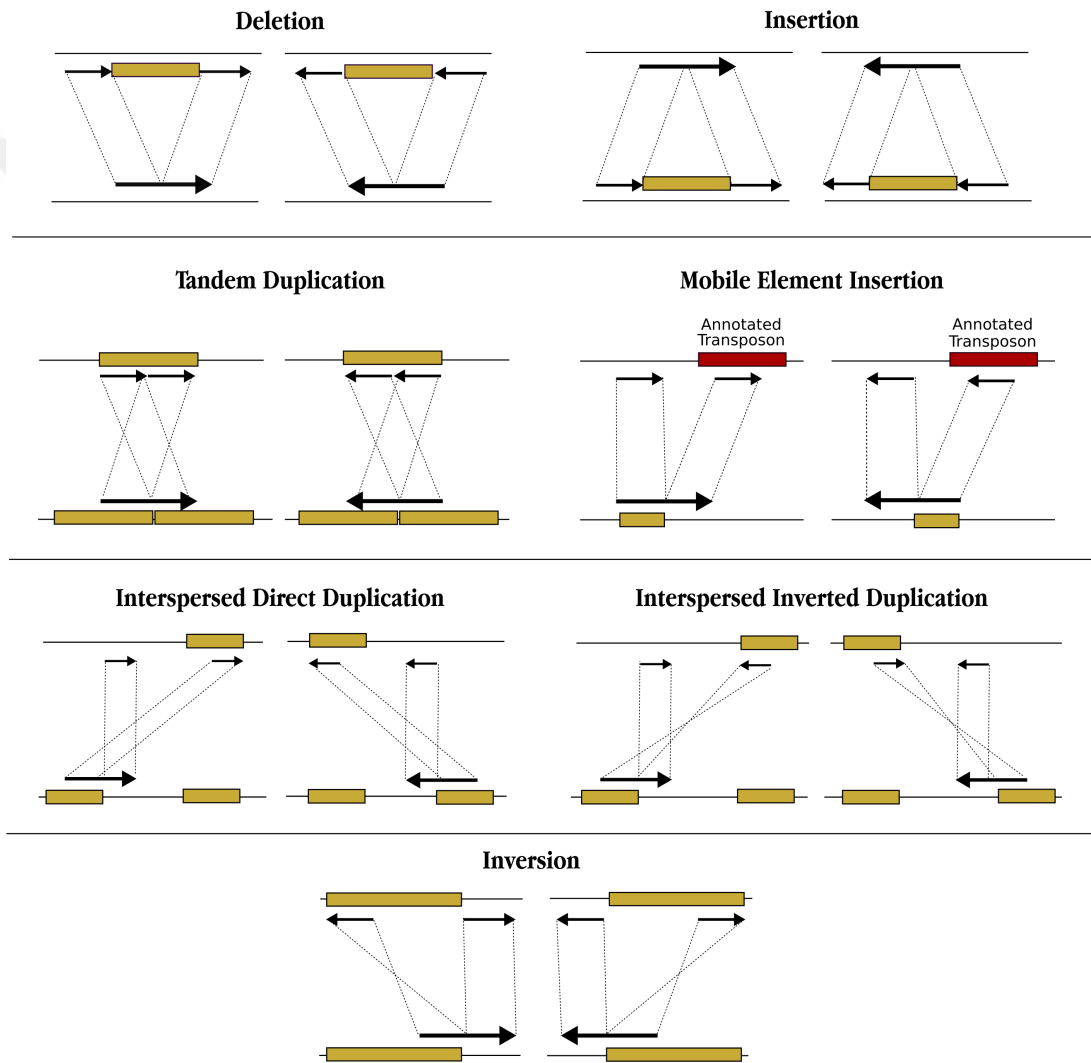 Deletion
Insertion
Tandem Duplication
Mobile Element Insertion
Annotated
Transposon
Annotated
Transposon
Interspersed Direct Duplication
Interspersed Inverted Duplication
Inversion